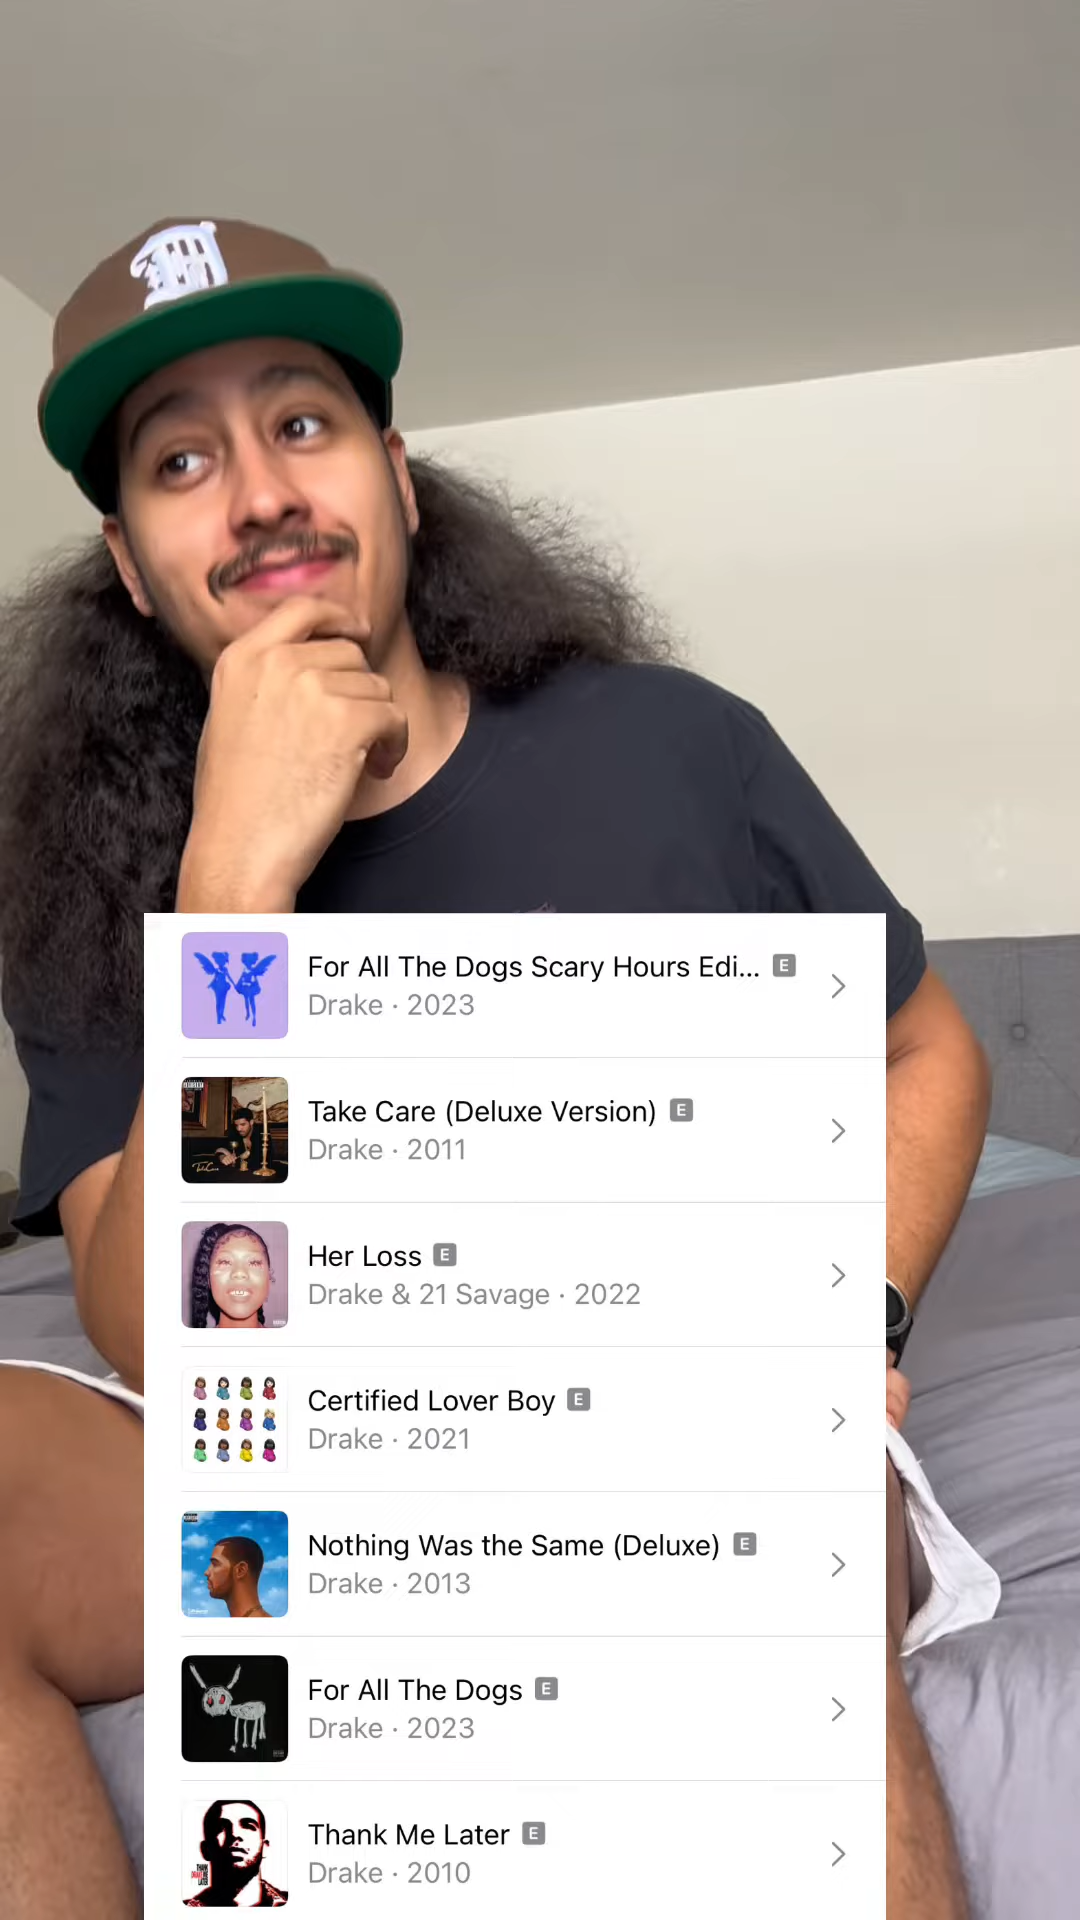 For All The Dogs Scary Hours Edi... E
Drake · 2023
Take Care (Deluxe Version) E
Drake · 2011
Her Loss E
Drake & 21 Savage · 2022
Certified Lover Boy E
Drake · 2021
Nothing Was the Same (Deluxe) E
Drake · 2013
For All The Dogs E
Drake · 2023
Thank Me Later E
Drake · 2010